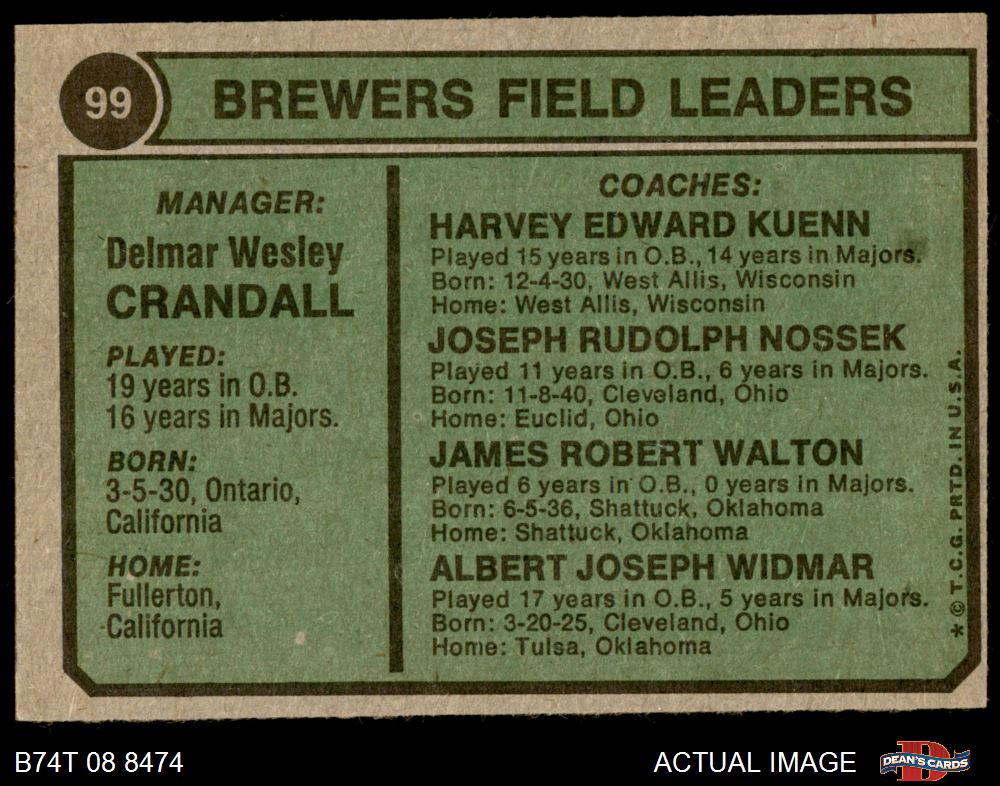 99
BREWERS FIELD LEADERS
MANAGER:
Delmar Wesley
CRANDALL
PLAYED:
19 years in O.B.
16 years in Majors.
BORN:
3-5-30, Ontario,
California
HOME:
Fullerton,
California
COACHES:
HARVEY EDWARD KUENN
Played 15 years in O.B., 14 years in Majors.
Born: 12-4-30, West Allis, Wisconsin
Home: West Allis, Wisconsin
JOSEPH RUDOLPH NOSSEK
Played 11 years in O.B., 6 years in Majors.
Born: 11-8-40, Cleveland, Ohio
Home: Euclid, Ohio
JAMES ROBERT WALTON
Played 6 years in O.B., 0 years in Majors.
Born: 6-5-36, Shattuck, Oklahoma
Home: Shattuck, Oklahoma
ALBERT JOSEPH WIDMAR
Played 17 years in O.B., 5 years in Majors.
Born: 3-20-25, Cleveland, Ohio
Home: Tulsa, Oklahoma
* © T.C.G. PRTD. IN U.S.A.
B74T 08 8474
ACTUAL IMAGE
D
DEAN'S CARDS